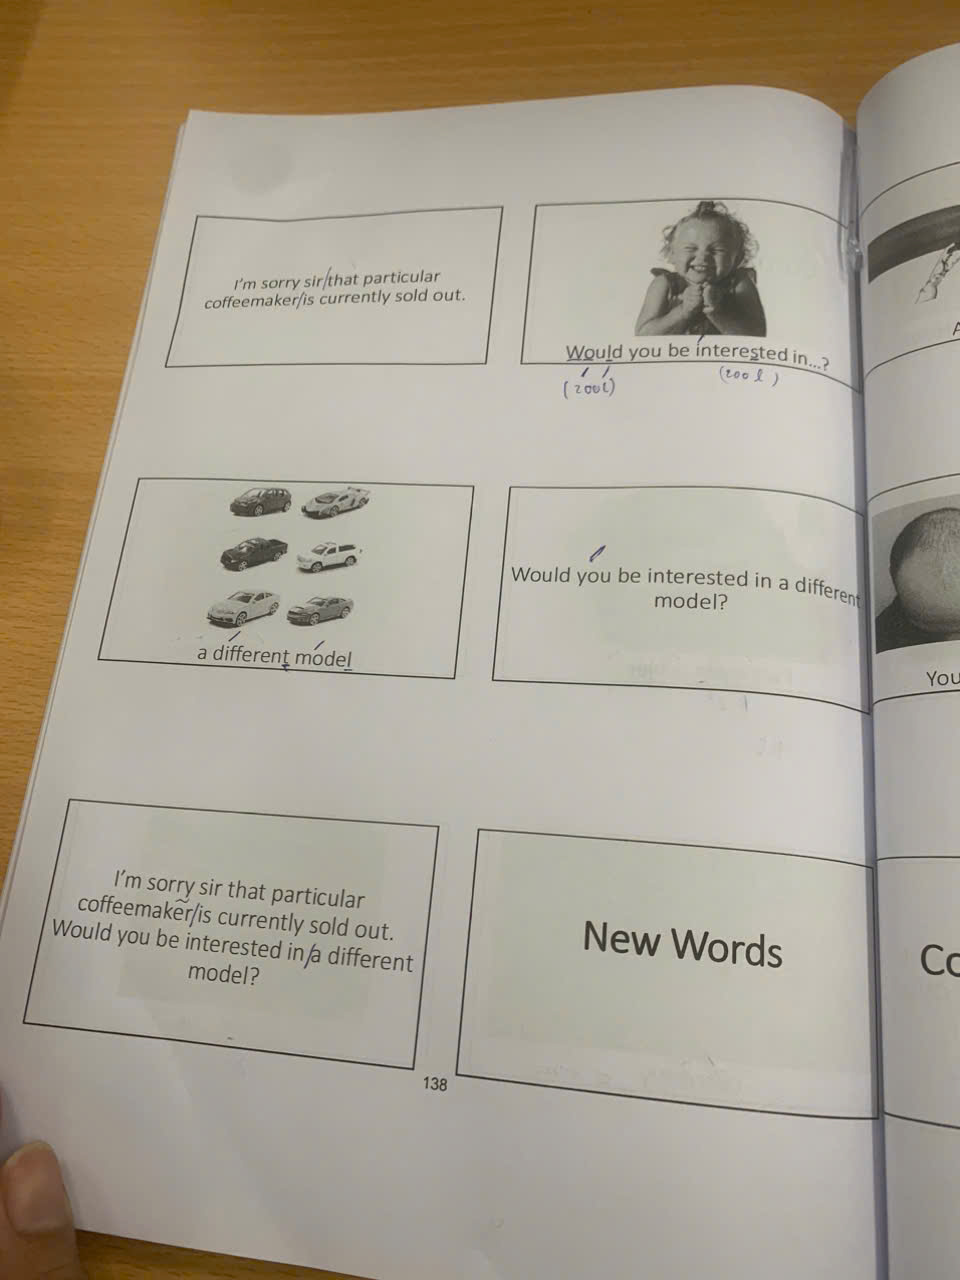 I'm sorry sir/that particular
coffeemaker/is currently sold out.
Would you be interested in...?
a different model
Would you be interested in a different
model?
I'm sorry sir that particular
coffeemaker/is currently sold out.
Would you be interested in/a different
model?
New Words
138
You
Co